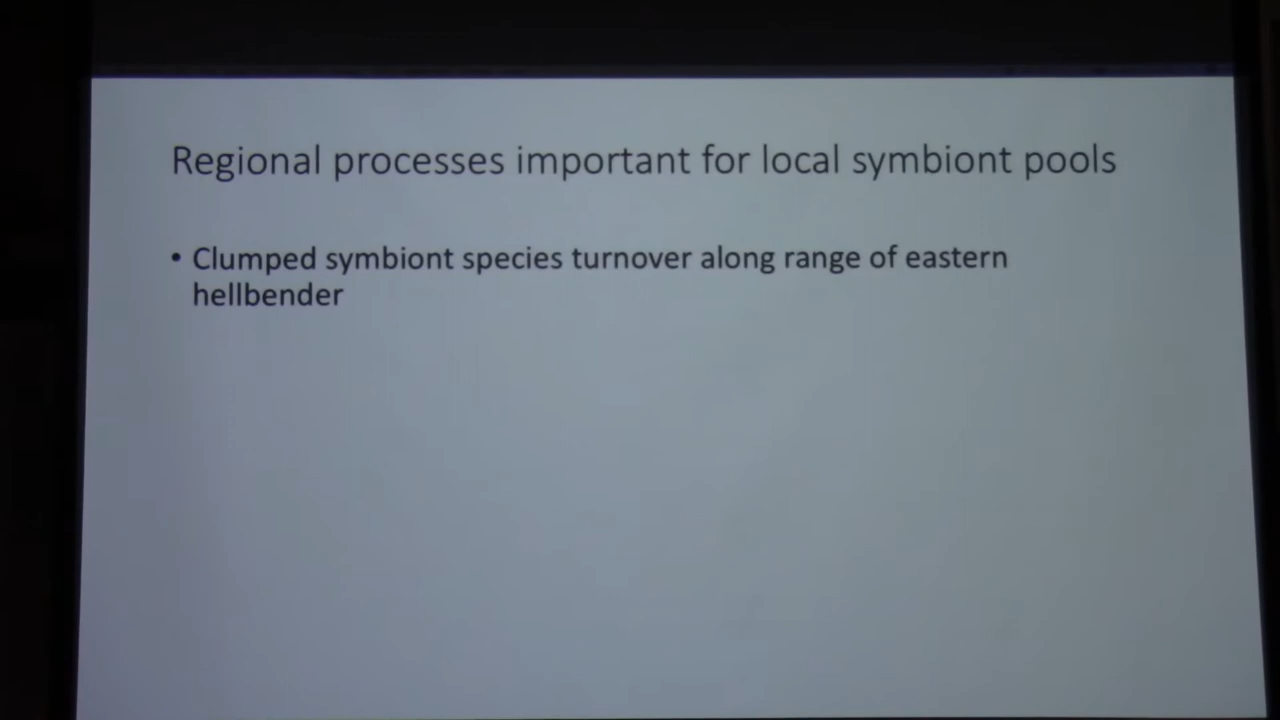 Regional processes important for local symbiont pools
• Clumped symbiont species turnover along range of eastern
hellbender